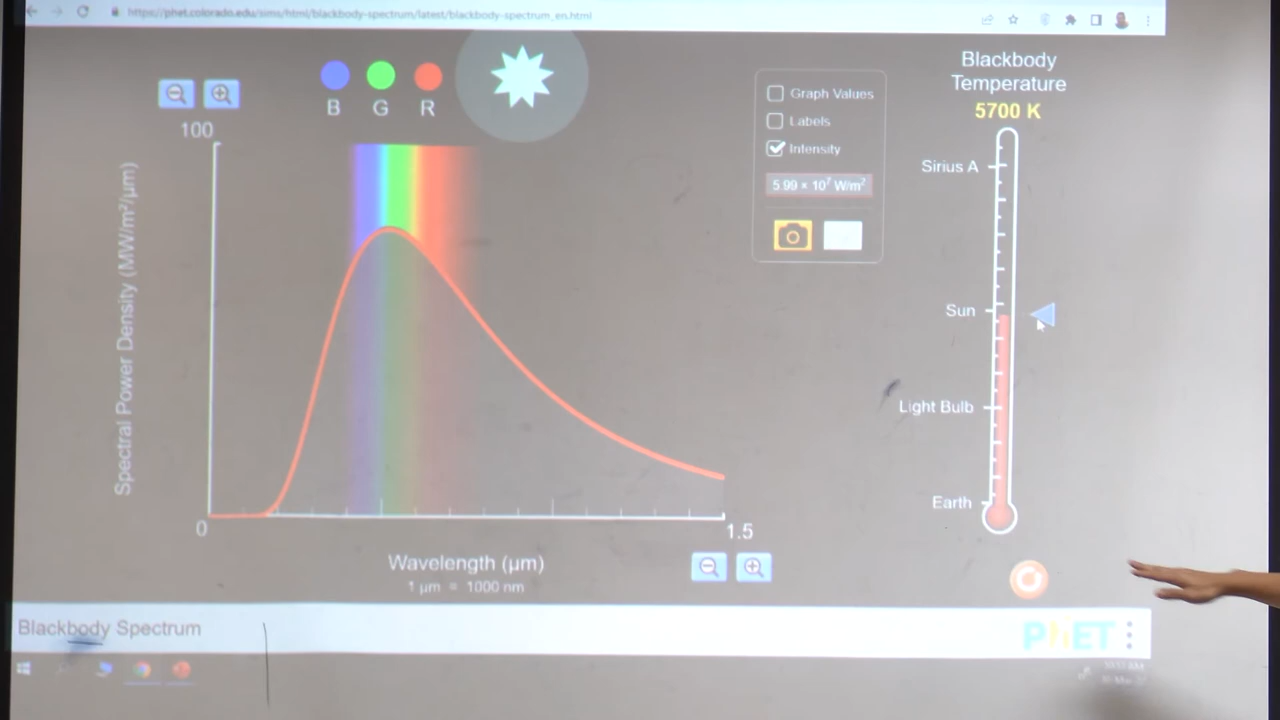 https://phet.colorado.edu/sims/html/blackbody-spectrum/latest/blackbody-spectrum_en.html
B G R
100
Spectral Power Density (MW/m²/µm)
0
1.5
Wavelength (µm)
1 µm = 1000 nm
Graph Values
Labels
Intensity
5.99 × 10⁷ W/m²
Blackbody
Temperature
5700 K
Sirius A
Sun
Light Bulb
Earth
Blackbody Spectrum
PhET